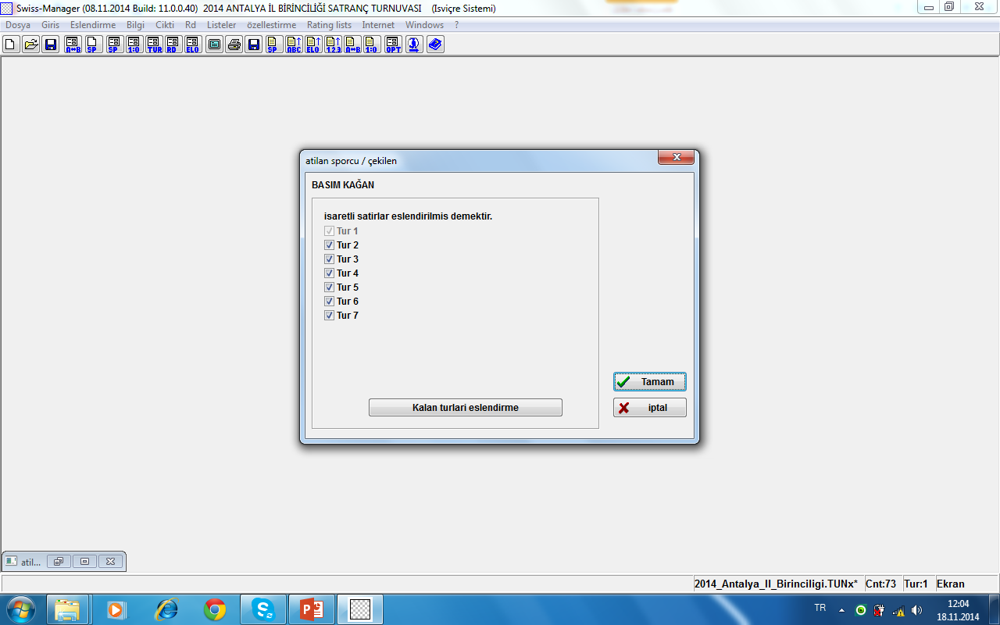 Swiss-Manager (08.11.2014 Build: 11.0.0.40)  2014 ANTALYA İL BİRİNCİLİĞİ SATRANÇ TURNUVASI    (Isviçre Sistemi)
Dosya Giris Eslendirme Bilgi Cikti Rd Listeler özellestirme Rating lists Internet Windows ?
A↔B SP SP 1:0 TUR RD ELO SP ABC ELO 1.2.3 A↔B 1:0 OPT
atilan sporcu / çekilen
BASIM KAĞAN
isaretli satirlar eslendirilmis demektir.
Tur 1
Tur 2
Tur 3
Tur 4
Tur 5
Tur 6
Tur 7
Tamam
Kalan turlari eslendirme
iptal
atil...
2014_Antalya_Il_Birinciligi.TUNx* Cnt:73 Tur:1 Ekran
TR
12:04
18.11.2014